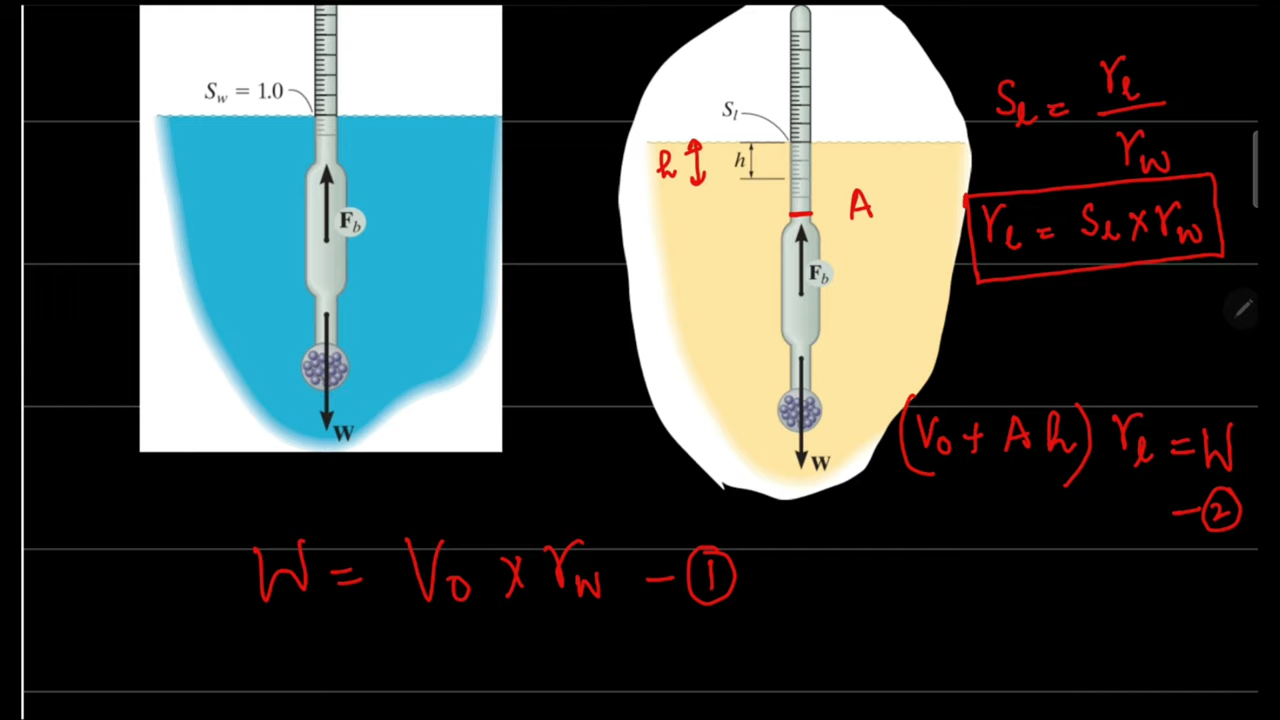 S_w = 1.0
F_b
W
S_l
h
h
A
F_b
W
S_l = γ_l / γ_w
γ_l = S_l × γ_w
(V_0 + A h) γ_l = W
- ②
W = V_0 × γ_w - ①